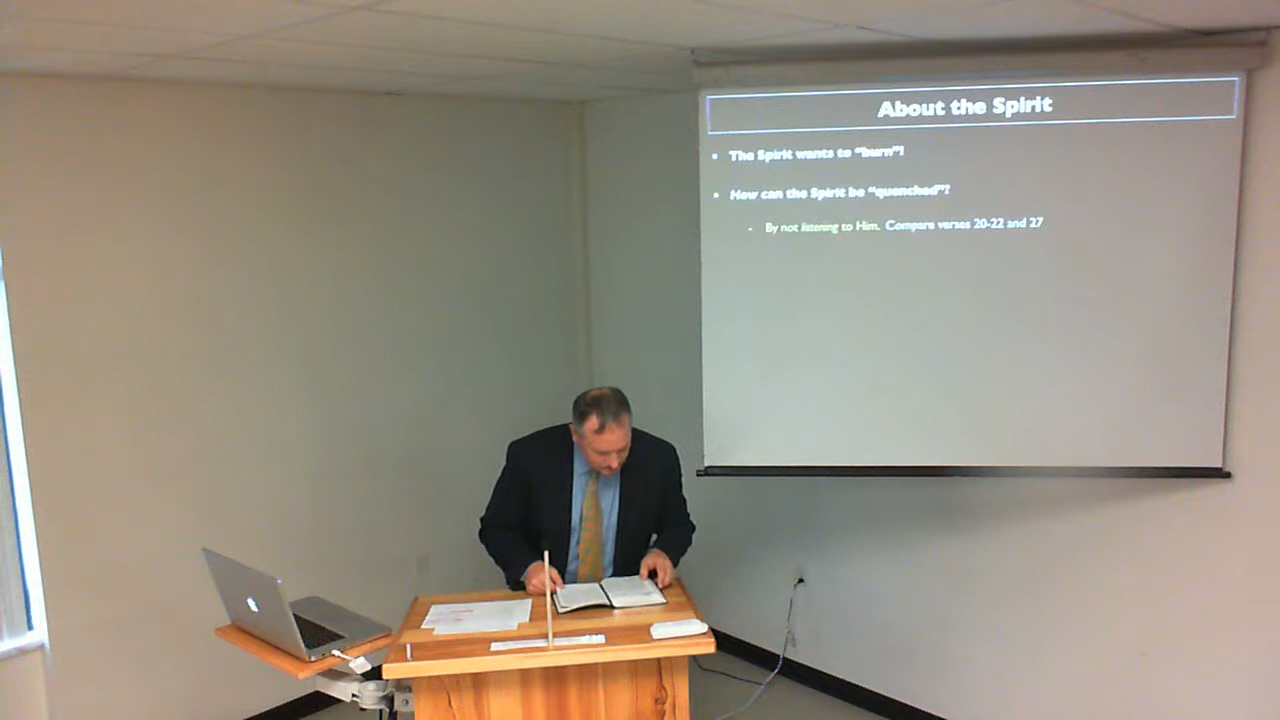 About the Spirit
• The Spirit wants to “burn”!
• How can the Spirit be “quenched”?
- By not listening to Him. Compare verses 20-22 and 27